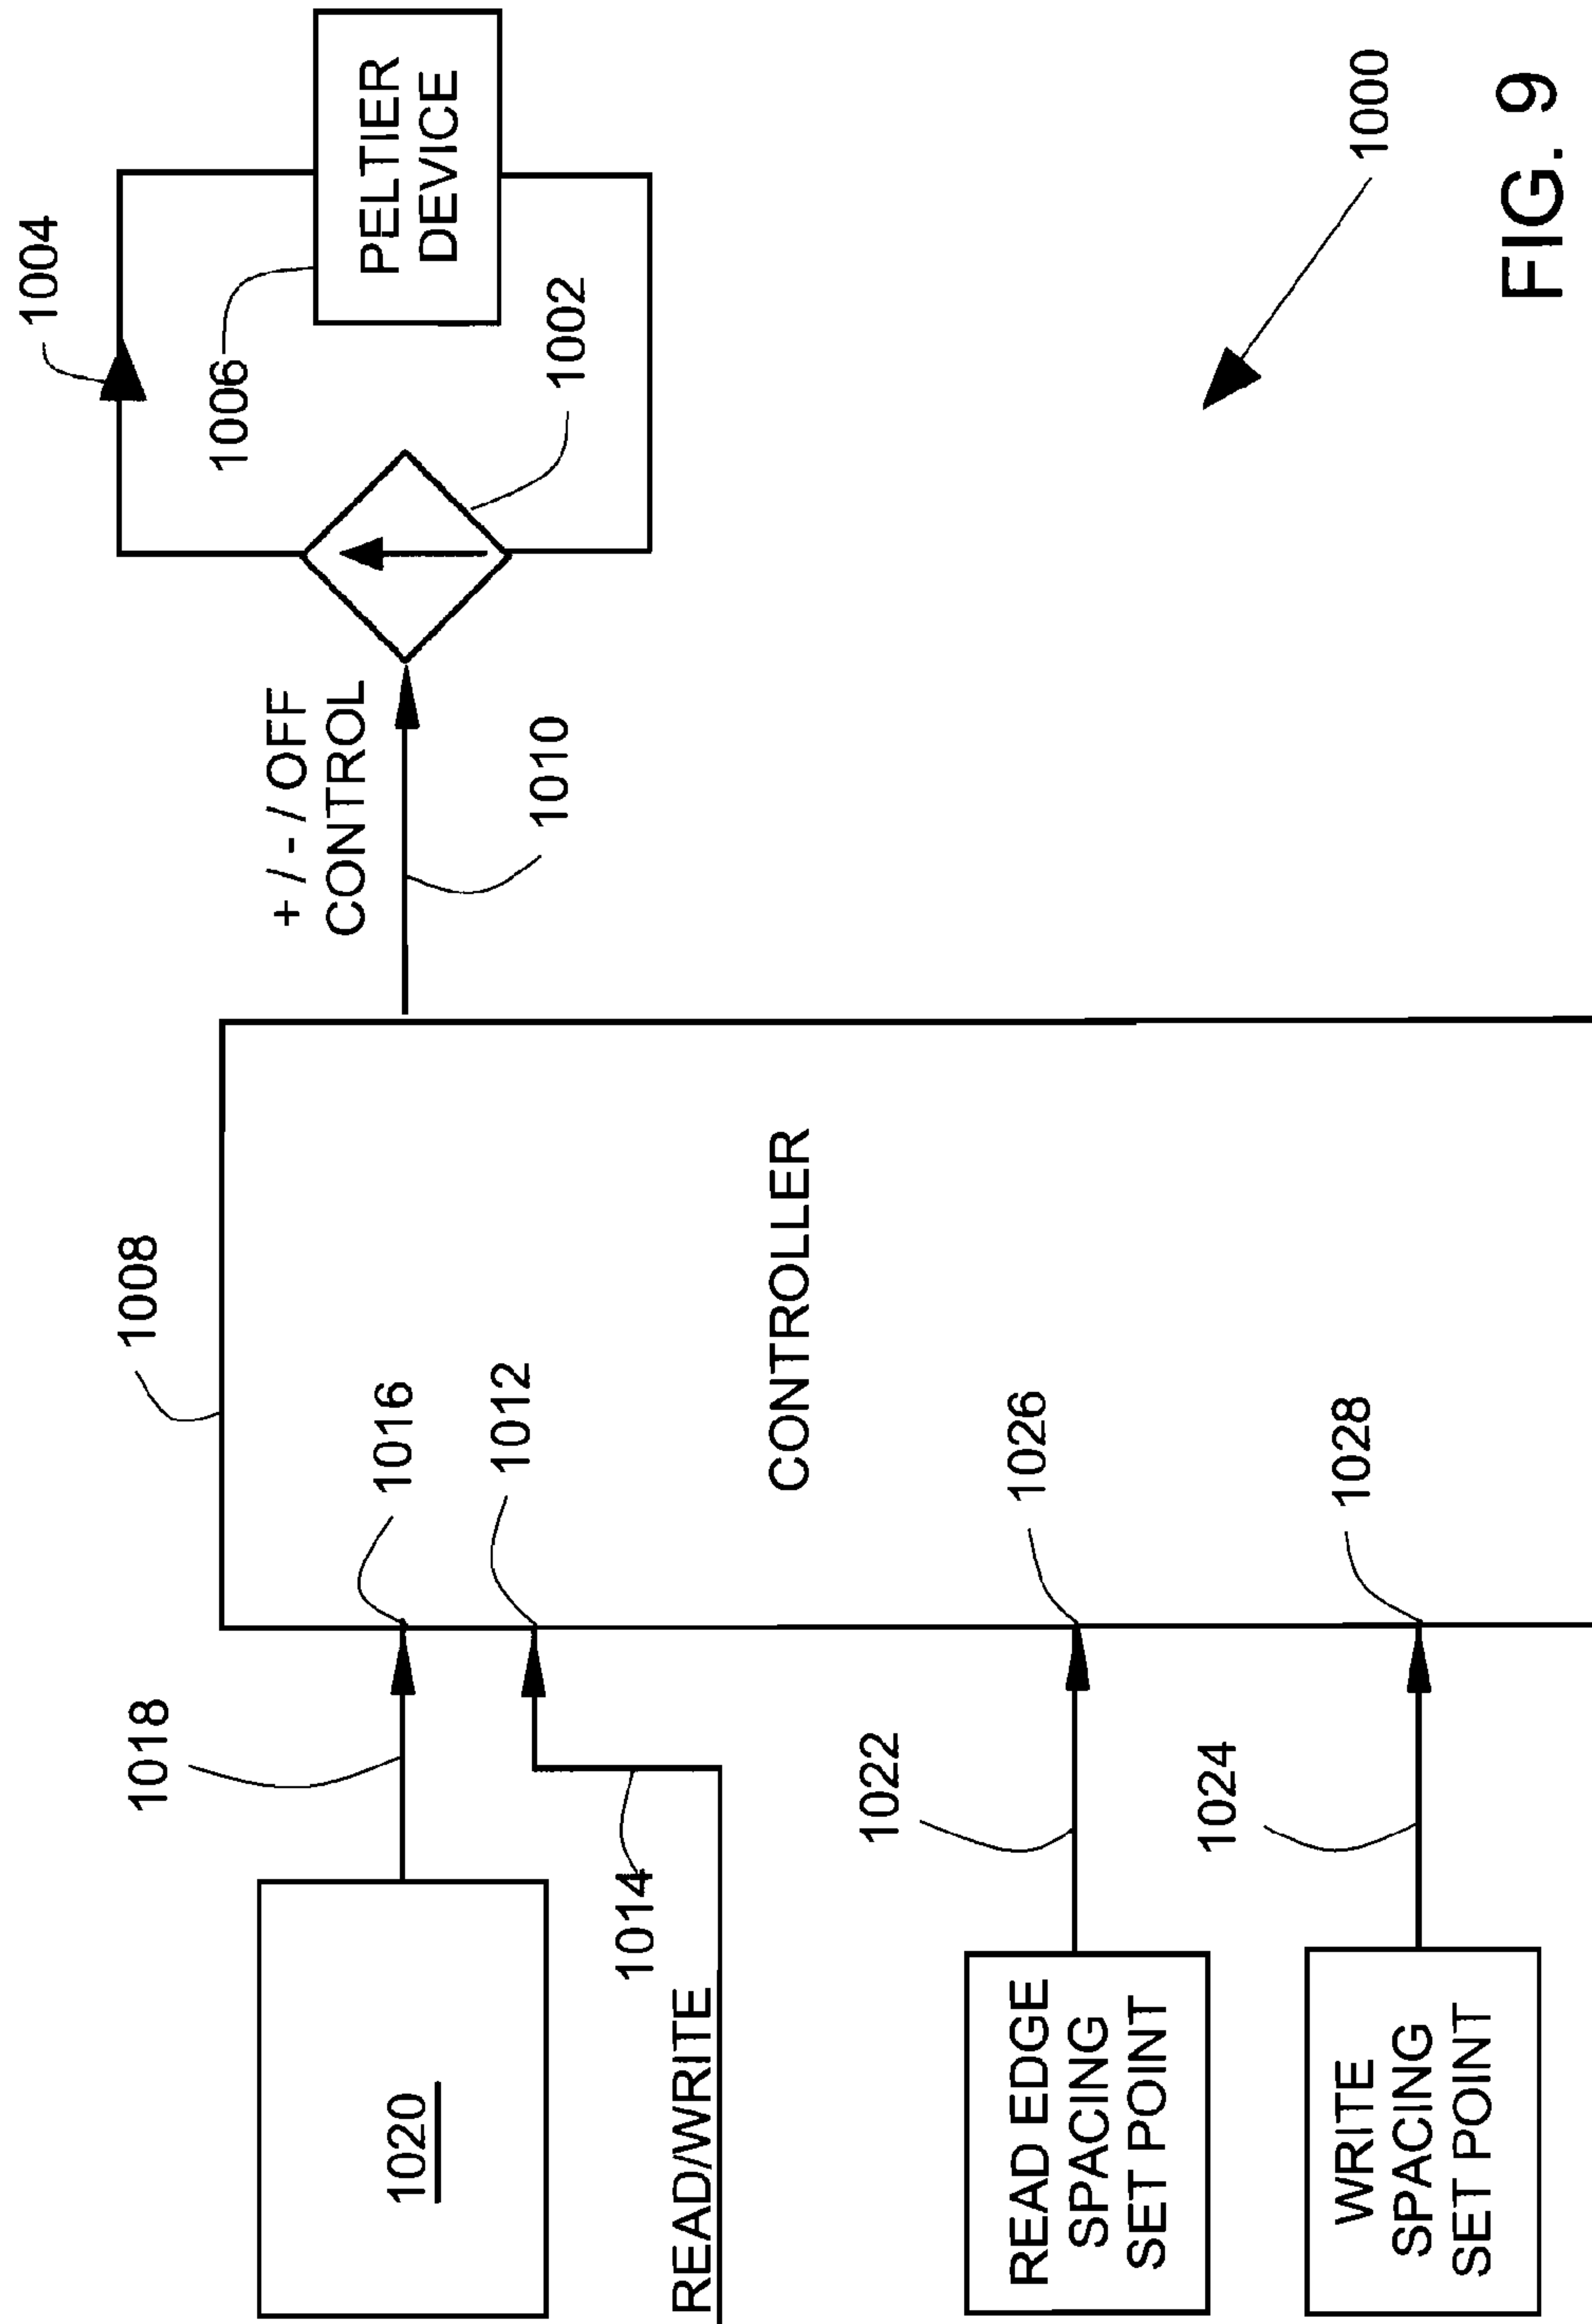 1004
PELTIER
DEVICE
1006
1002
+ / - / OFF
CONTROL
1010
1008
1016
1012
CONTROLLER
1026
1028
1018
1014
1020
READ/WRITE
1022
READ EDGE
SPACING
SET POINT
1024
WRITE
SPACING
SET POINT
1000
FIG. 9